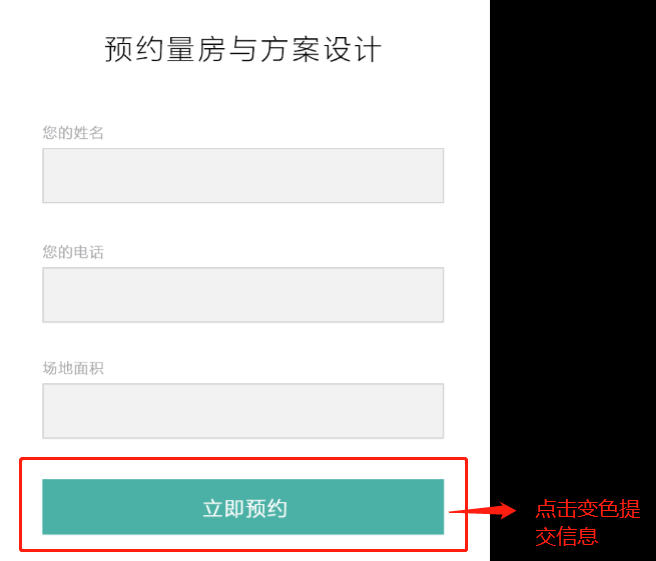 预约量房与方案设计
您的姓名
您的电话
场地面积
立即预约
点击变色提
交信息